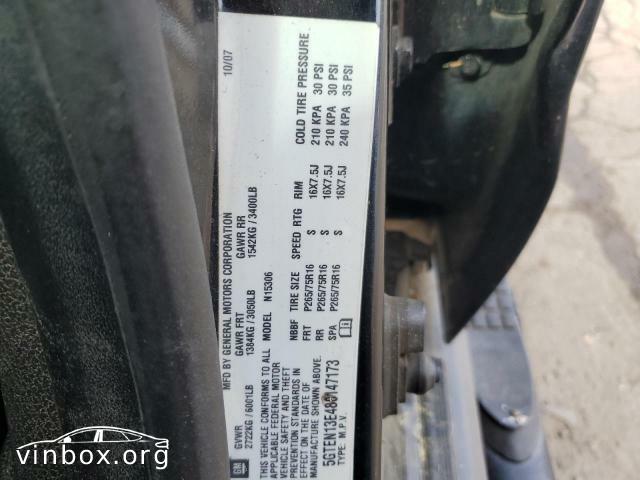 MFD BY GENERAL MOTORS CORPORATION 10/07
GVWR GAWR FRT GAWR RR
2722KG / 6001LB 1384KG / 3050LB 1542KG / 3400LB
GM
THIS VEHICLE CONFORMS TO ALL MODEL N15306
APPLICABLE FEDERAL MOTOR
VEHICLE SAFETY AND THEFT
PREVENTION STANDARDS IN
EFFECT ON THE DATE OF
MANUFACTURE SHOWN ABOVE.
5GTEN13E488147173
TYPE: M.P.V.
NBBF TIRE SIZE SPEED RTG RIM COLD TIRE PRESSURE
FRT P265/75R16 S 16X7.5J 210 KPA 30 PSI
RR P265/75R16 S 16X7.5J 210 KPA 30 PSI
SPA P265/75R16 S 16X7.5J 240 KPA 35 PSI
vinbox.org